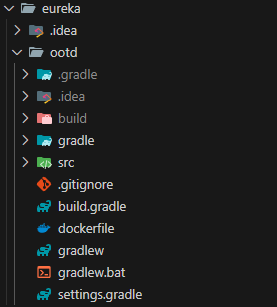 eureka
.idea
ootd
.gradle
.idea
build
gradle
src
.gitignore
build.gradle
dockerfile
gradlew
gradlew.bat
settings.gradle